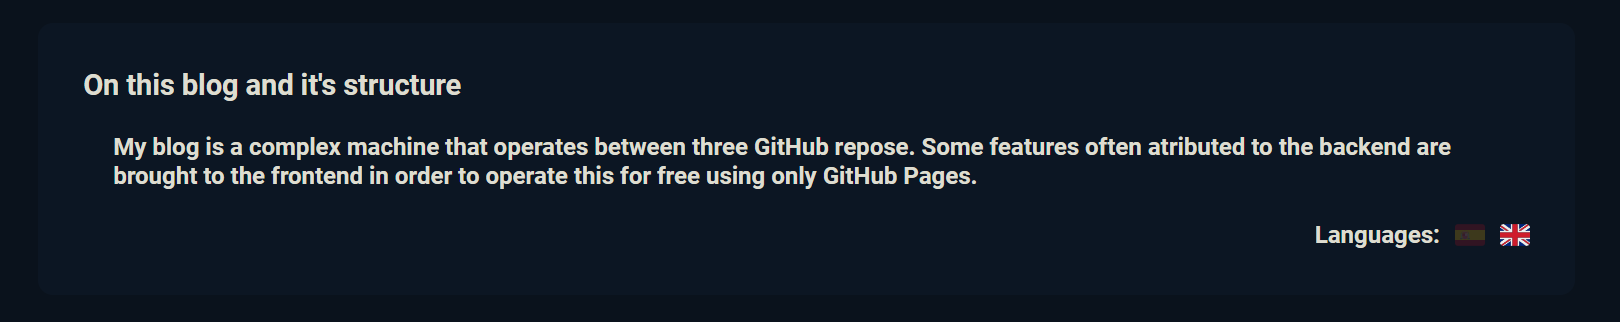 On this blog and it's structure
My blog is a complex machine that operates between three GitHub repose. Some features often atributed to the backend are
brought to the frontend in order to operate this for free using only GitHub Pages.
Languages: